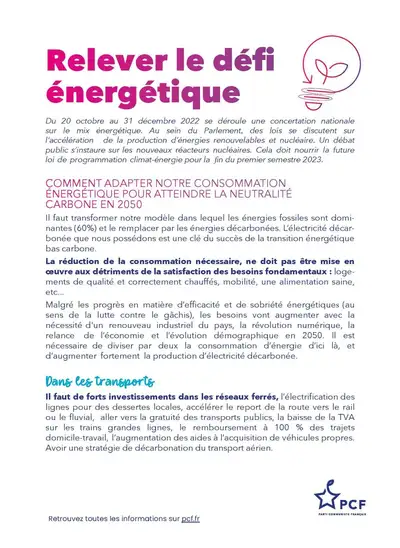 Relever le défi
énergétique
Du 20 octobre au 31 décembre 2022 se déroule une concertation nationale
sur le mix énergétique. Au sein du Parlement, des lois se discutent sur
l'accélération de la production d'énergies renouvelables et nucléaire. Un débat
public s'instaure sur les nouveaux réacteurs nucléaires. Cela doit nourrir la future
loi de programmation climat-énergie pour la fin du premier semestre 2023.
COMMENT ADAPTER NOTRE CONSOMMATION
ÉNERGÉTIQUE POUR ATTEINDRE LA NEUTRALITÉ
CARBONE EN 2050
Il faut transformer notre modèle dans lequel les énergies fossiles sont domi-
nantes (60%) et le remplacer par les énergies décarbonées. L'électricité décar-
bonée que nous possédons est une clé du succès de la transition énergétique
bas carbone.
La réduction de la consommation nécessaire, ne doit pas être mise en
œuvre aux détriments de la satisfaction des besoins fondamentaux : loge-
ments de qualité et correctement chauffés, mobilité, une alimentation saine,
etc...
Malgré les progrès en matière d'efficacité et de sobriété énergétiques (au
sens de la lutte contre le gâchis), les besoins vont augmenter avec la
nécessité d'un renouveau industriel du pays, la révolution numérique, la
relance de l'économie et l'évolution démographique en 2050. Il est
nécessaire de diviser par deux la consommation d'énergie d'ici là, et
d'augmenter fortement la production d'électricité décarbonée.
Dans les transports
Il faut de forts investissements dans les réseaux ferrés, l'électrification des
lignes pour des dessertes locales, accélérer le report de la route vers le rail
ou le fluvial, aller vers la gratuité des transports publics, la baisse de la TVA
sur les trains grandes lignes, le remboursement à 100 % des trajets
domicile-travail, l'augmentation des aides à l'acquisition de véhicules propres.
Avoir une stratégie de décarbonation du transport aérien.
PCF
PARTI COMMUNISTE FRANÇAIS
Retrouvez toutes les informations sur pcf.fr